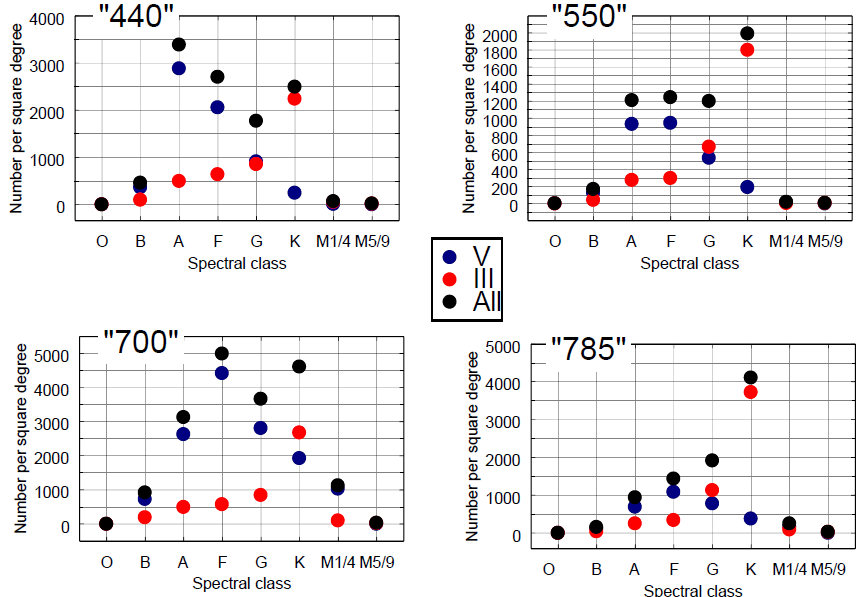 "440"
Number per square degree
4000
3000
2000
1000
0
O B A F G K M1/4 M5/9
Spectral class
"550"
Number per square degree
2000
1800
1600
1400
1200
1000
800
600
400
200
0
O B A F G K M1/4 M5/9
Spectral class
V
III
All
"700"
Number per square degree
5000
4000
3000
2000
1000
0
O B A F G K M1/4 M5/9
Spectral class
"785"
Number per square degree
5000
4000
3000
2000
1000
0
O B A F G K M1/4 M5/9
Spectral class